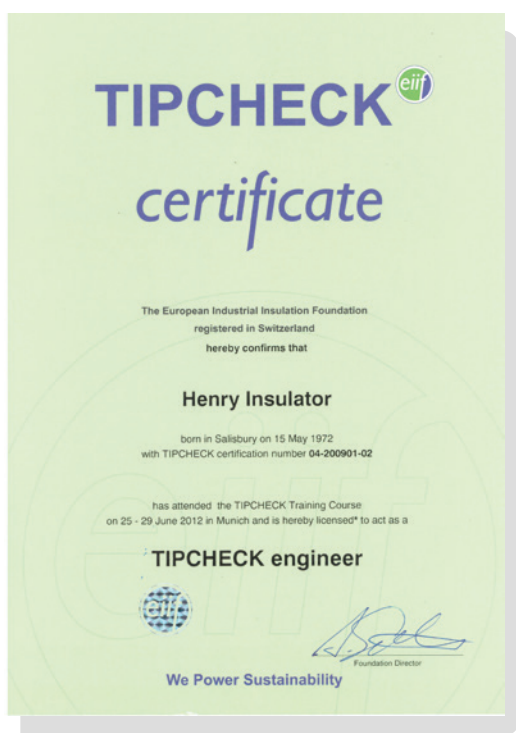 TIPCHECK
eiif
certificate
The European Industrial Insulation Foundation
registered in Switzerland
hereby confirms that
Henry Insulator
born in Salisbury on 15 May 1972
with TIPCHECK certification number 04-200901-02
has attended the TIPCHECK Training Course
on 25 - 29 June 2012 in Munich and is hereby licensed* to act as a
TIPCHECK engineer
eiif
Foundation Director
We Power Sustainability